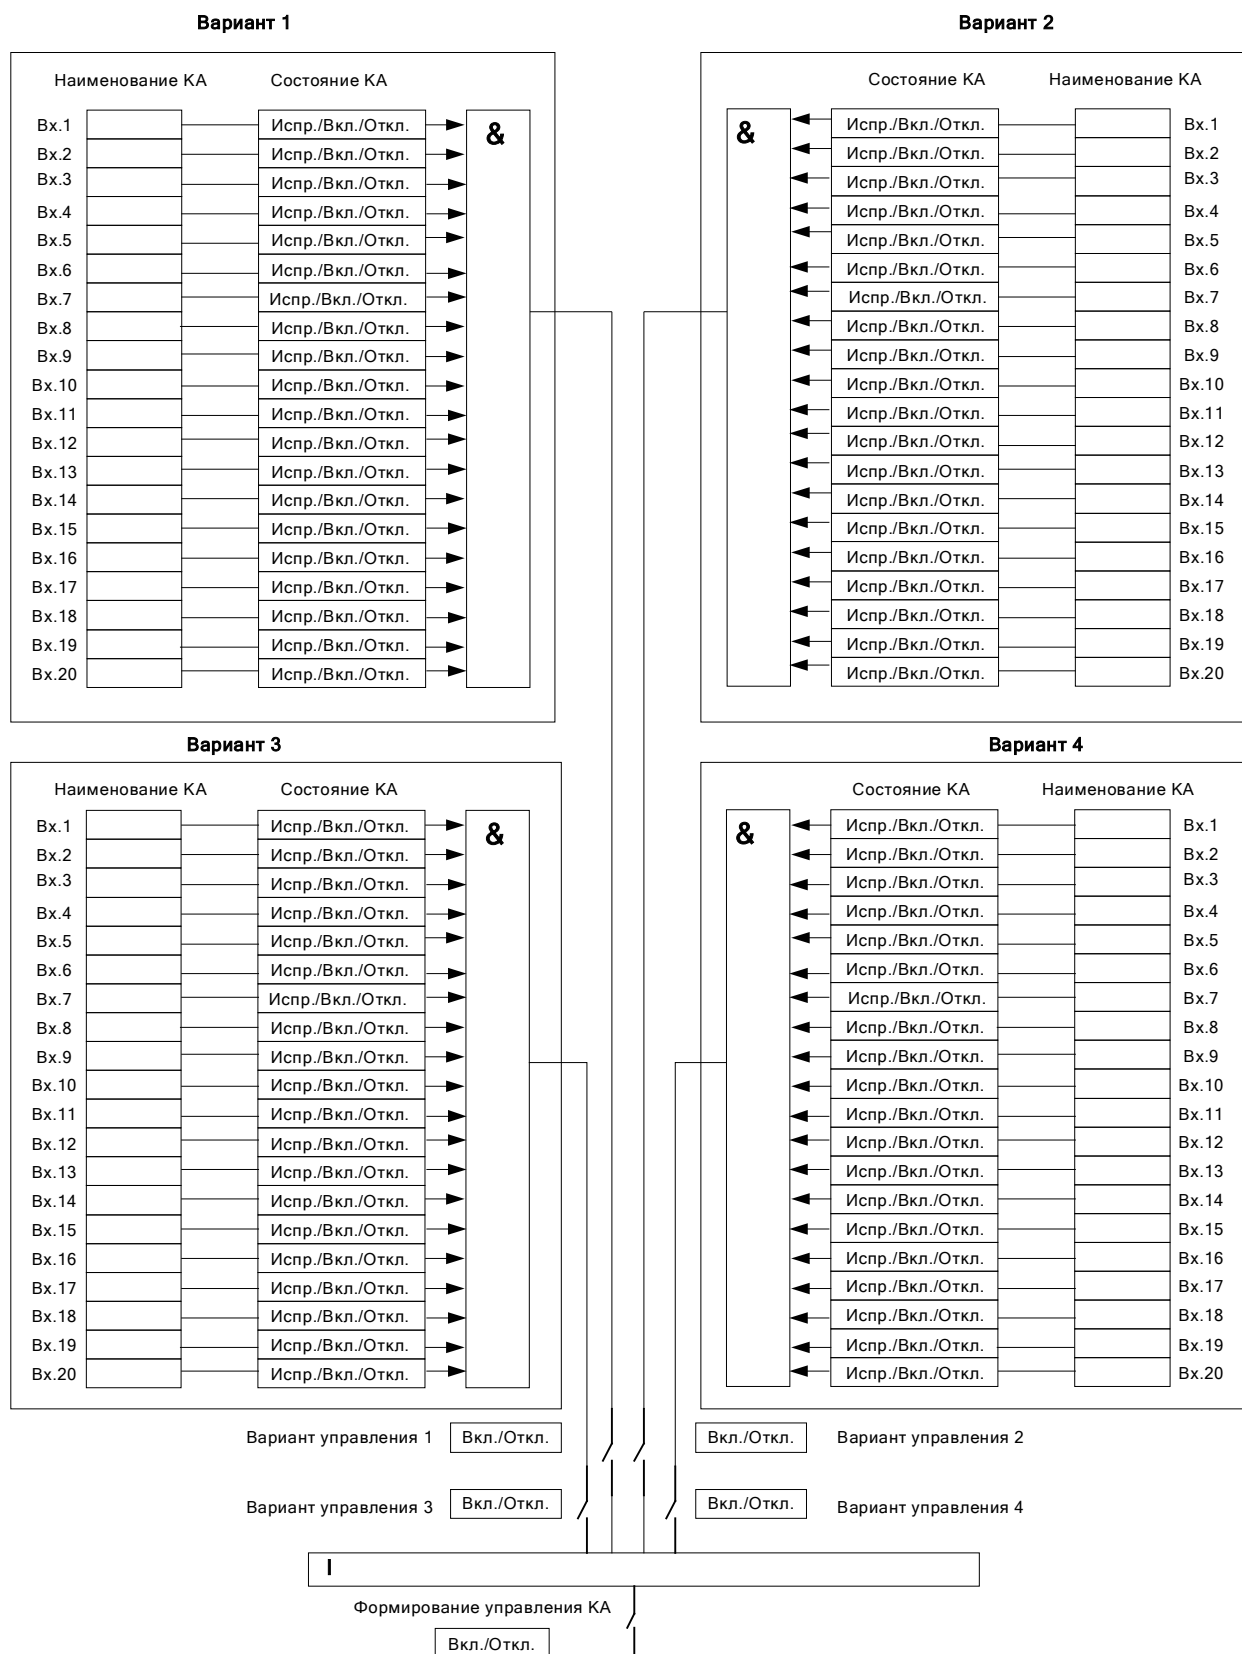 Вариант 1
Наименование КА Состояние КА
Вх.1 Испр./Вкл./Откл. &
Вх.2 Испр./Вкл./Откл.
Вх.3 Испр./Вкл./Откл.
Вх.4 Испр./Вкл./Откл.
Вх.5 Испр./Вкл./Откл.
Вх.6 Испр./Вкл./Откл.
Вх.7 Испр./Вкл./Откл.
Вх.8 Испр./Вкл./Откл.
Вх.9 Испр./Вкл./Откл.
Вх.10 Испр./Вкл./Откл.
Вх.11 Испр./Вкл./Откл.
Вх.12 Испр./Вкл./Откл.
Вх.13 Испр./Вкл./Откл.
Вх.14 Испр./Вкл./Откл.
Вх.15 Испр./Вкл./Откл.
Вх.16 Испр./Вкл./Откл.
Вх.17 Испр./Вкл./Откл.
Вх.18 Испр./Вкл./Откл.
Вх.19 Испр./Вкл./Откл.
Вх.20 Испр./Вкл./Откл.
Вариант 2
Состояние КА Наименование КА
& Испр./Вкл./Откл. Вх.1
Испр./Вкл./Откл. Вх.2
Испр./Вкл./Откл. Вх.3
Испр./Вкл./Откл. Вх.4
Испр./Вкл./Откл. Вх.5
Испр./Вкл./Откл. Вх.6
Испр./Вкл./Откл. Вх.7
Испр./Вкл./Откл. Вх.8
Испр./Вкл./Откл. Вх.9
Испр./Вкл./Откл. Вх.10
Испр./Вкл./Откл. Вх.11
Испр./Вкл./Откл. Вх.12
Испр./Вкл./Откл. Вх.13
Испр./Вкл./Откл. Вх.14
Испр./Вкл./Откл. Вх.15
Испр./Вкл./Откл. Вх.16
Испр./Вкл./Откл. Вх.17
Испр./Вкл./Откл. Вх.18
Испр./Вкл./Откл. Вх.19
Испр./Вкл./Откл. Вх.20
Вариант 3
Наименование КА Состояние КА
Вх.1 Испр./Вкл./Откл. &
Вх.2 Испр./Вкл./Откл.
Вх.3 Испр./Вкл./Откл.
Вх.4 Испр./Вкл./Откл.
Вх.5 Испр./Вкл./Откл.
Вх.6 Испр./Вкл./Откл.
Вх.7 Испр./Вкл./Откл.
Вх.8 Испр./Вкл./Откл.
Вх.9 Испр./Вкл./Откл.
Вх.10 Испр./Вкл./Откл.
Вх.11 Испр./Вкл./Откл.
Вх.12 Испр./Вкл./Откл.
Вх.13 Испр./Вкл./Откл.
Вх.14 Испр./Вкл./Откл.
Вх.15 Испр./Вкл./Откл.
Вх.16 Испр./Вкл./Откл.
Вх.17 Испр./Вкл./Откл.
Вх.18 Испр./Вкл./Откл.
Вх.19 Испр./Вкл./Откл.
Вх.20 Испр./Вкл./Откл.
Вариант 4
Состояние КА Наименование КА
& Испр./Вкл./Откл. Вх.1
Испр./Вкл./Откл. Вх.2
Испр./Вкл./Откл. Вх.3
Испр./Вкл./Откл. Вх.4
Испр./Вкл./Откл. Вх.5
Испр./Вкл./Откл. Вх.6
Испр./Вкл./Откл. Вх.7
Испр./Вкл./Откл. Вх.8
Испр./Вкл./Откл. Вх.9
Испр./Вкл./Откл. Вх.10
Испр./Вкл./Откл. Вх.11
Испр./Вкл./Откл. Вх.12
Испр./Вкл./Откл. Вх.13
Испр./Вкл./Откл. Вх.14
Испр./Вкл./Откл. Вх.15
Испр./Вкл./Откл. Вх.16
Испр./Вкл./Откл. Вх.17
Испр./Вкл./Откл. Вх.18
Испр./Вкл./Откл. Вх.19
Испр./Вкл./Откл. Вх.20
Вариант управления 1 Вкл./Откл. Вкл./Откл. Вариант управления 2
Вариант управления 3 Вкл./Откл. Вкл./Откл. Вариант управления 4
I
Формирование управления КА
Вкл./Откл.